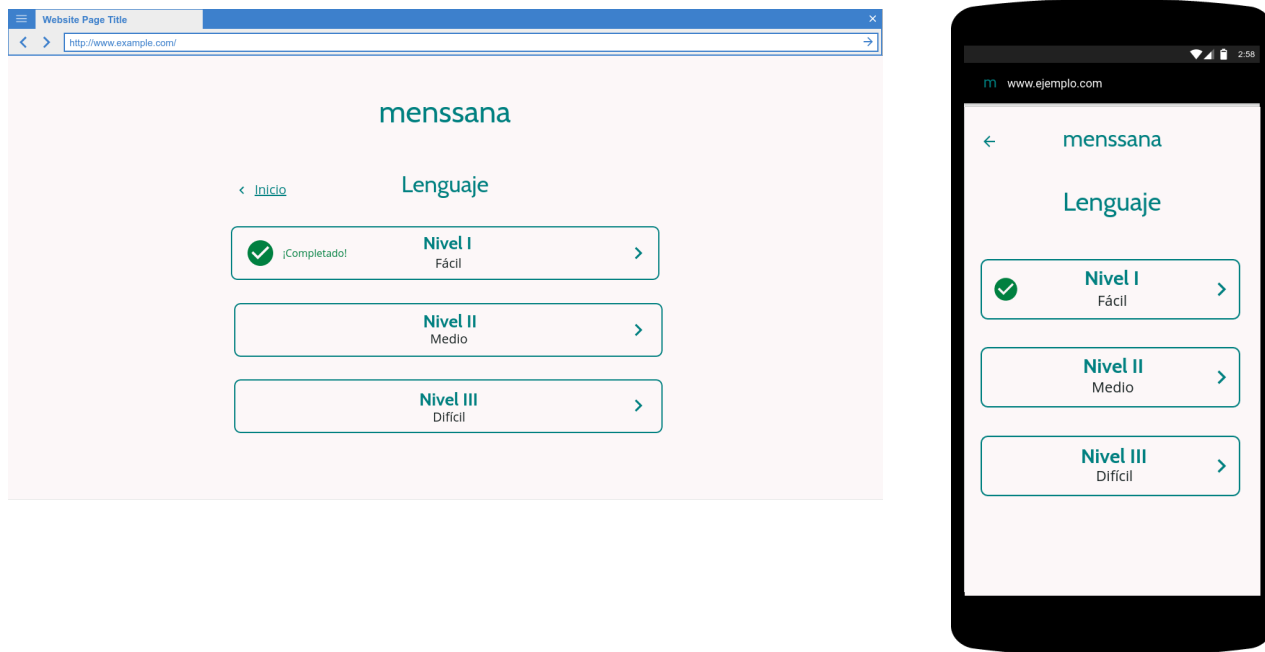 Website Page Title
http://www.example.com/
menssana
Inicio
Lenguaje
¡Completado!
Nivel I
Fácil
Nivel II
Medio
Nivel III
Difícil
2:58
m www.ejemplo.com
menssana
Lenguaje
Nivel I
Fácil
Nivel II
Medio
Nivel III
Difícil